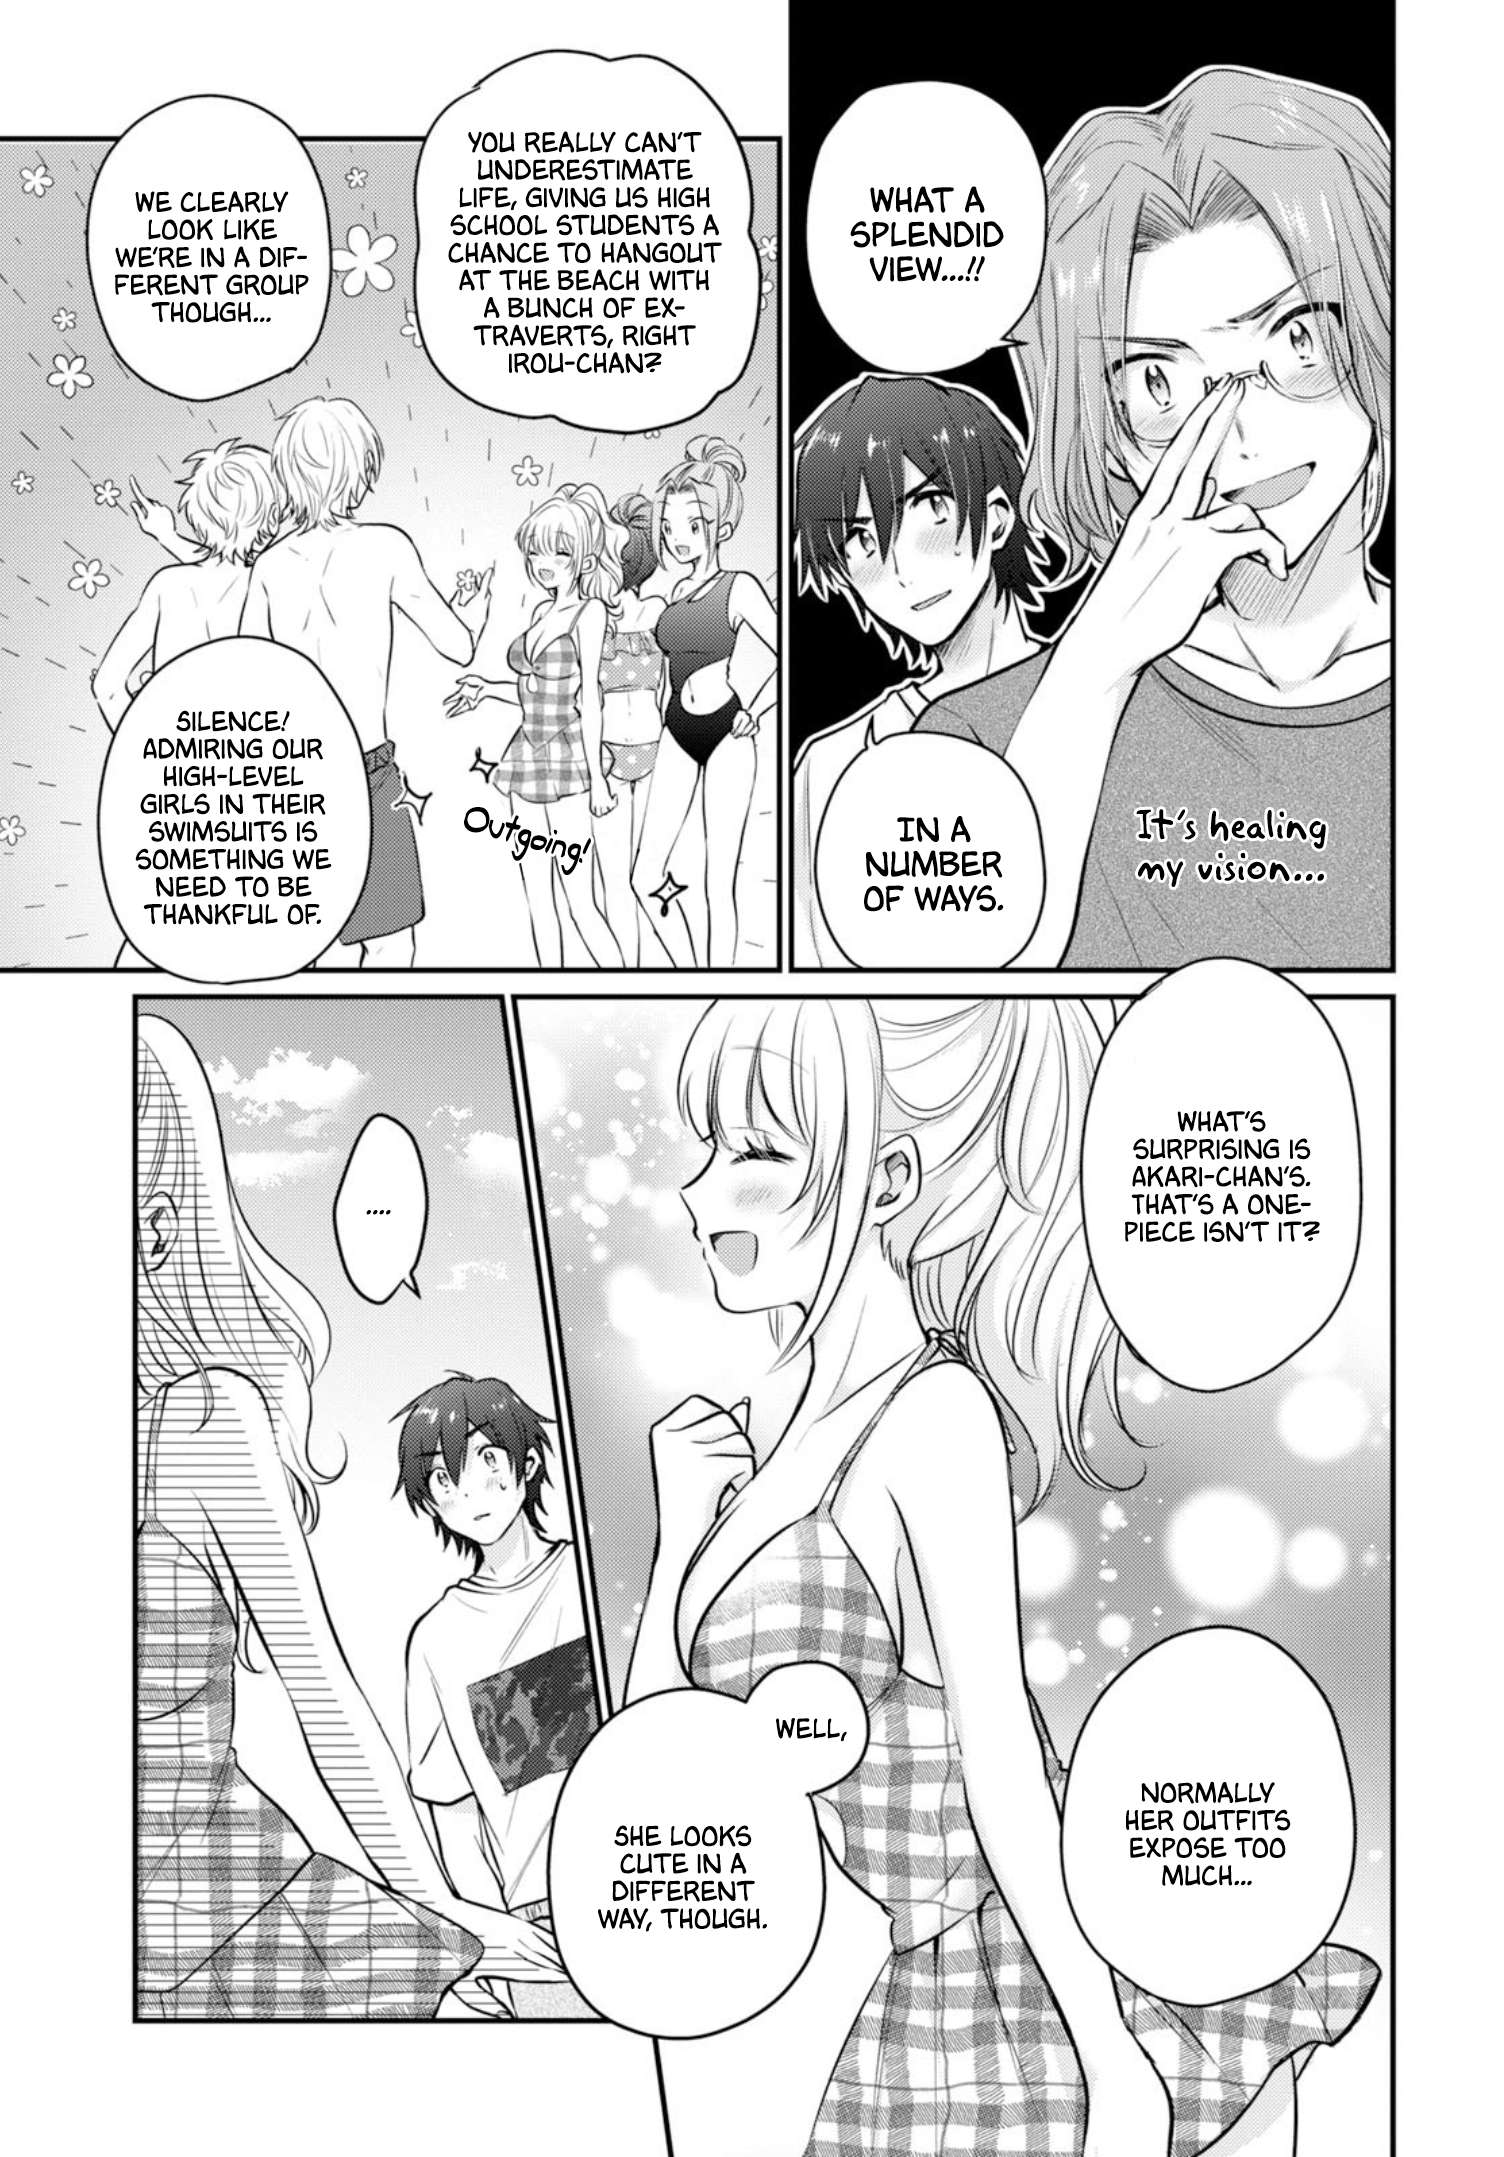 WHAT A
SPLENDID
VIEW...!!
IN A
NUMBER
OF WAYS.
It's healing
my vision...
YOU REALLY CAN'T
UNDERESTIMATE
LIFE, GIVING US HIGH
SCHOOL STUDENTS A
CHANCE TO HANGOUT
AT THE BEACH WITH
A BUNCH OF EX-
TRAVERTS, RIGHT
IROU-CHAN?
WE CLEARLY
LOOK LIKE
WE'RE IN A DIF-
FERENT GROUP
THOUGH...
Outgoing!
SILENCE!
ADMIRING OUR
HIGH-LEVEL
GIRLS IN THEIR
SWIMSUITS IS
SOMETHING WE
NEED TO BE
THANKFUL OF.
WHAT'S
SURPRISING IS
AKARI-CHAN'S.
THAT'S A ONE-
PIECE ISN'T IT?
NORMALLY
HER OUTFITS
EXPOSE TOO
MUCH...
WELL,
SHE LOOKS
CUTE IN A
DIFFERENT
WAY, THOUGH.
....